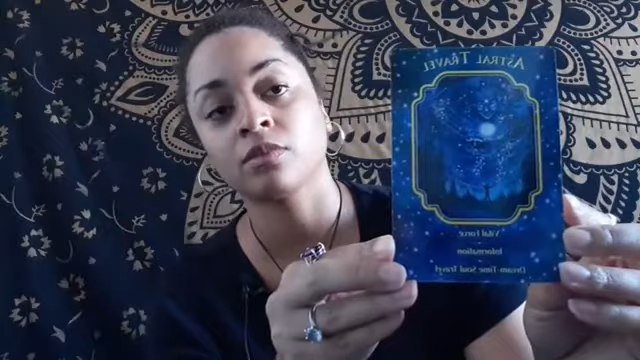 ASTRAL TRAVEL
Vital Force
Information
Dream-Time Soul Travel